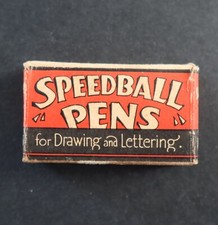 SPEEDBALL
PENS
for Drawing and Lettering.